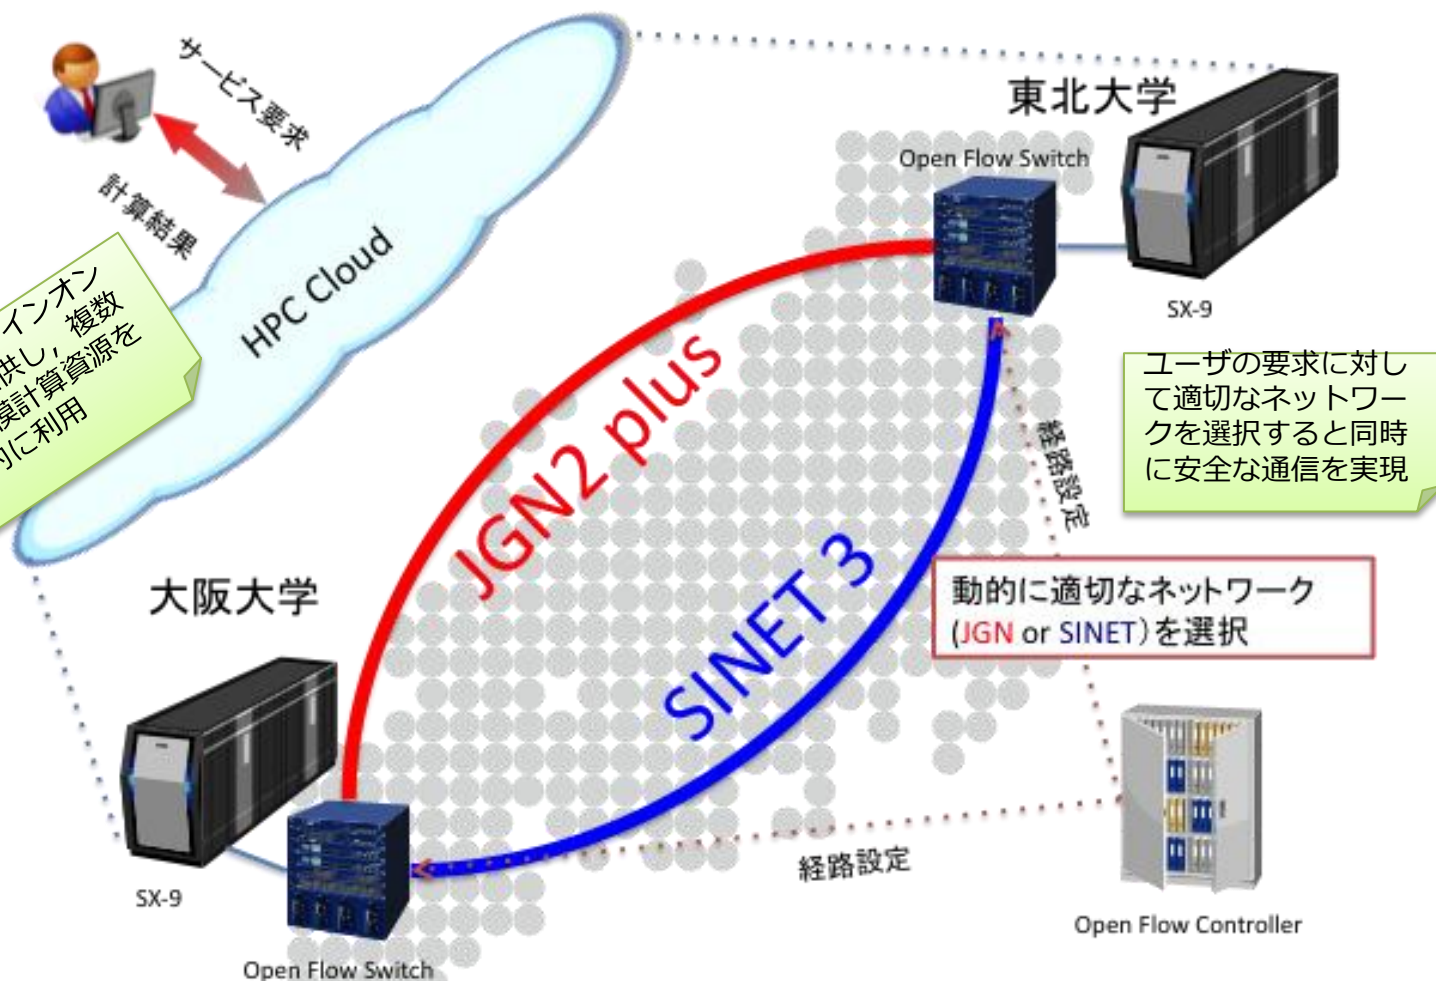 サービス要求
計算結果
HPC Cloud
インオン
供し，複数
模計算資源を
的に利用
東北大学
Open Flow Switch
SX-9
ユーザの要求に対し
て適切なネットワー
クを選択すると同時
に安全な通信を実現
JGN2 plus
SINET 3
経路設定
動的に適切なネットワーク
(JGN or SINET）を選択
大阪大学
SX-9
Open Flow Switch
経路設定
Open Flow Controller